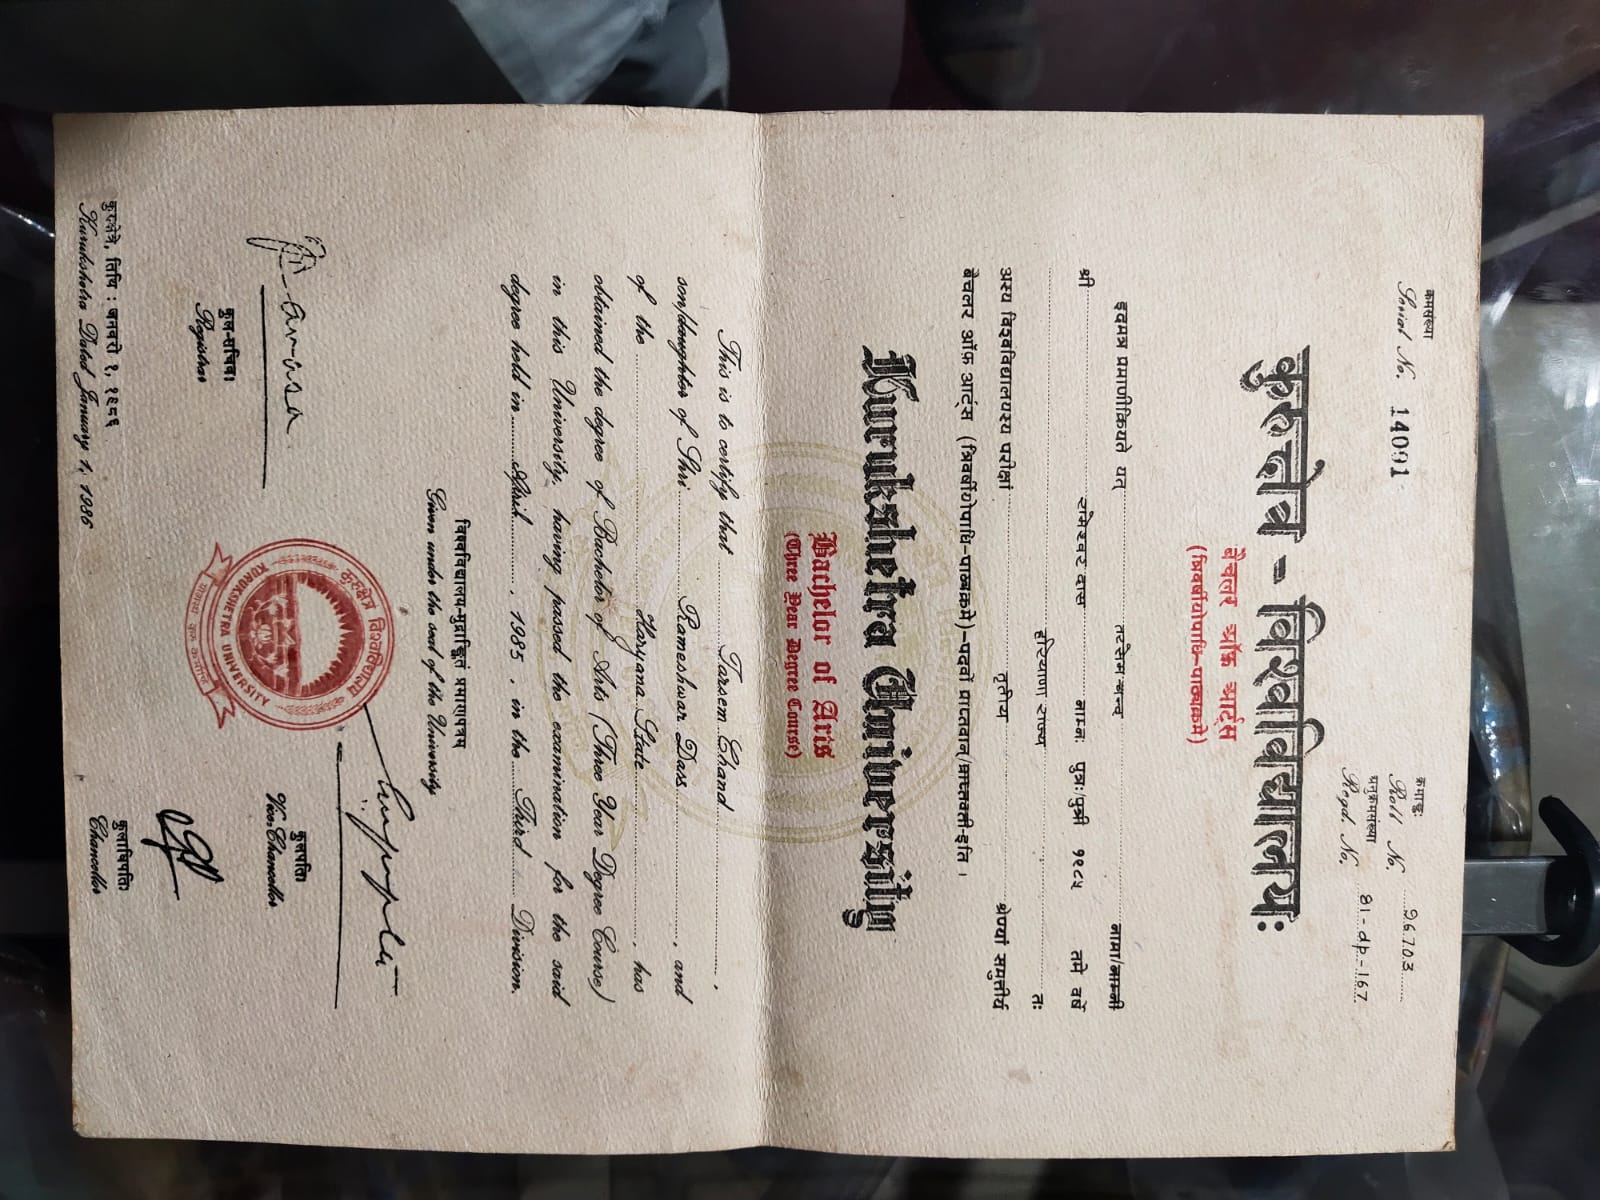 क्रमसंख्या
Serial No. 14091
क्रमाङ्कः
Roll No. 26703
पनुक्रमसंख्या
Regd. No. 81-dp-167
कुरुक्षेत्र - विश्वविद्यालयः
बॅचलर ऑफ आर्ट्स
(त्रिवर्षीयोपाधि-पाठ्यक्रमे)
इदमत्र प्रमाणीक्रियते यत् तरसेम चन्द नामा/नाम्नी
श्री रामेश्वर दास नाम्नः पुत्रः/पुत्री १९८५ तमे वर्षे
हरियाणा राज्य तः
अस्य विश्वविद्यालयस्य परीक्षां तृतीय श्रेण्यां समुत्तीर्य
बॅचलर ऑफ़ आर्ट्स (त्रिवर्षीयोपाधि-पाठ्यक्रमे)-पदवीं प्राप्तवान/प्राप्तवती-इति ।
Kurukshetra University
Bachelor of Arts
(Three Year Degree Course)
This is to certify that Tarsem Chand ,
son/daughter of Shri Rameshwar Dass , and
of the Haryana State , has
obtained the degree of Bachelor of Arts (Three Year Degree Course)
in this University, having passed the examination for the said
degree held in April , 1985 , in the Third Division.
विश्वविद्यालय-मुद्राङ्कितं प्रमाणपत्रम्
Given under the seal of the University
कुरुक्षेत्र विश्वविद्यालय
KURUKSHETRA UNIVERSITY
कुल-सचिवः
Registrar
कुलपतिः
Vice-Chancellor
कुलाधिपतिः
Chancellor
कुरुक्षेत्रे, तिथि : जनवरी १, १९८६
Kurukshetra Dated January 1, 1986